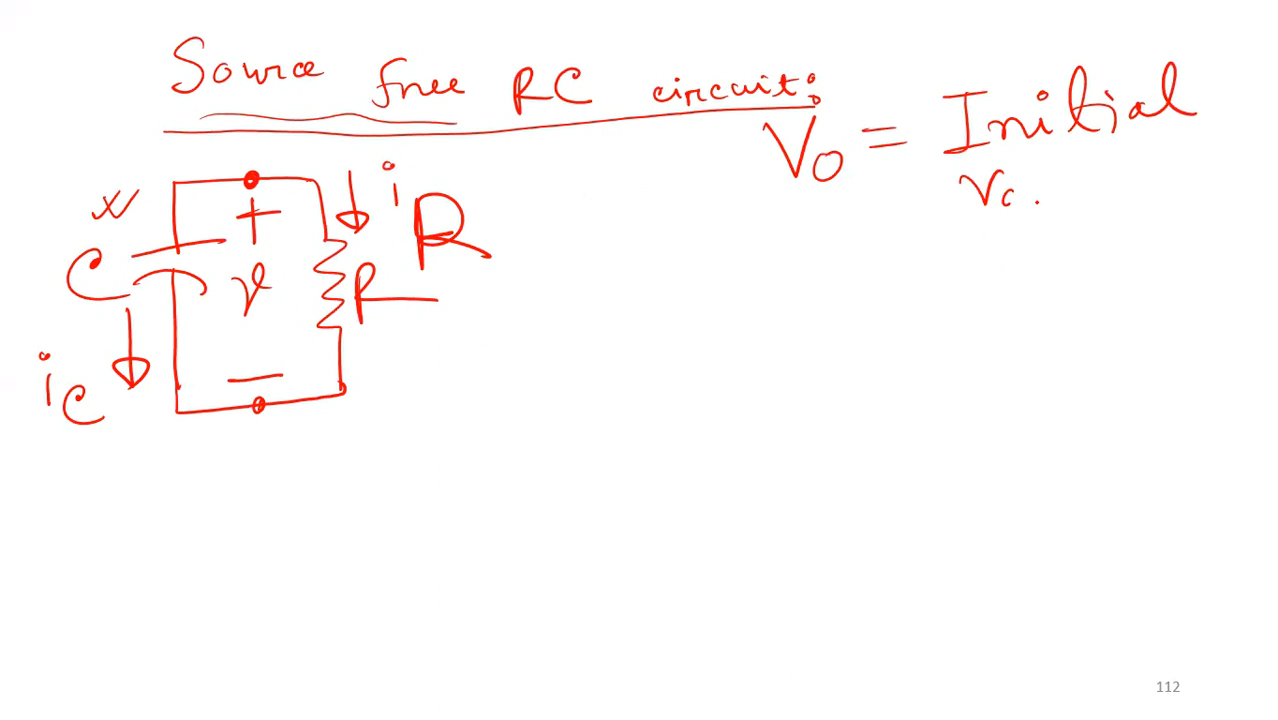 Source free RC circuit:
V0 = Initial
Vc .
iR
C
+
v
R
iC
−
112